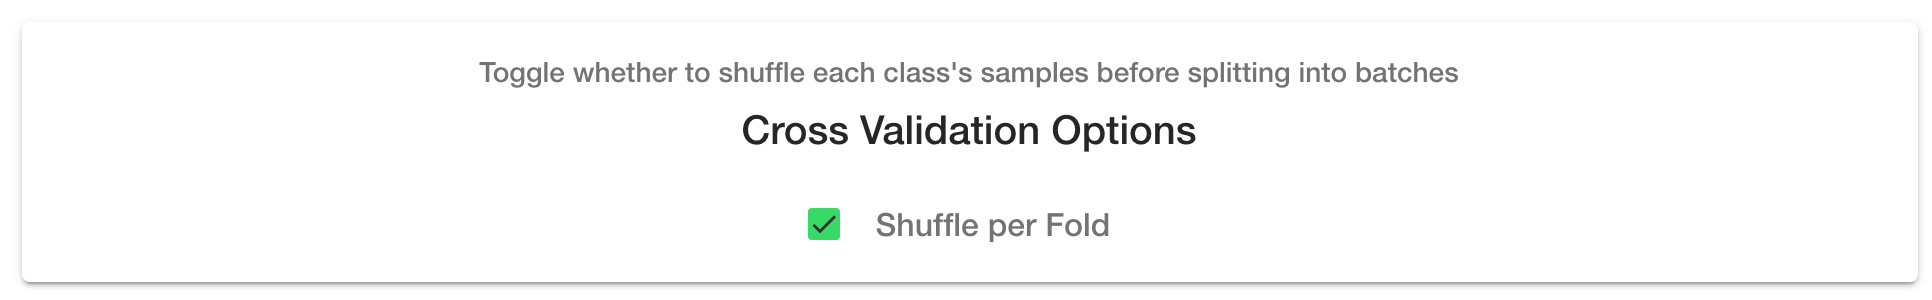 Toggle whether to shuffle each class's samples before splitting into batches
Cross Validation Options
Shuffle per Fold